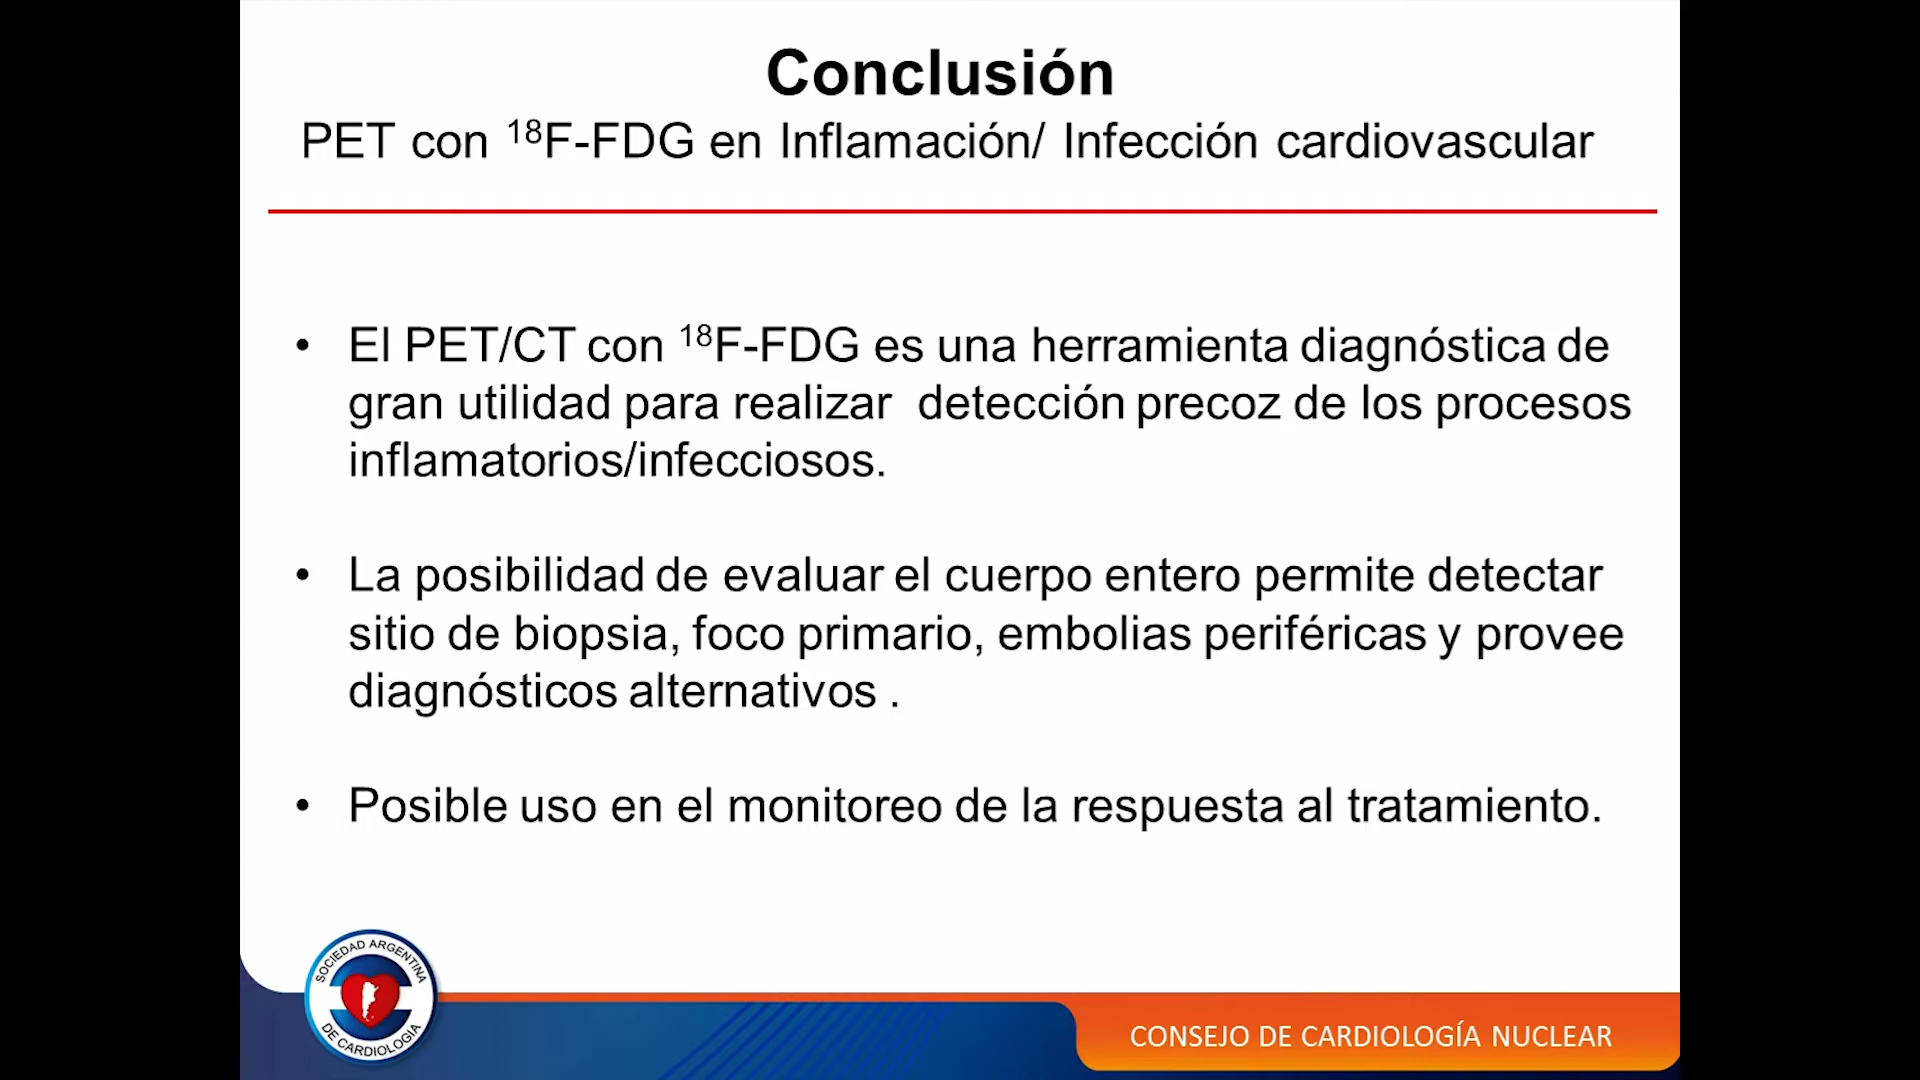 Conclusión
PET con ¹⁸F-FDG en Inflamación/ Infección cardiovascular
• El PET/CT con ¹⁸F-FDG es una herramienta diagnóstica de
gran utilidad para realizar  detección precoz de los procesos
inflamatorios/infecciosos.
• La posibilidad de evaluar el cuerpo entero permite detectar
sitio de biopsia, foco primario, embolias periféricas y provee
diagnósticos alternativos .
• Posible uso en el monitoreo de la respuesta al tratamiento.
SOCIEDAD ARGENTINA
DE CARDIOLOGIA
CONSEJO DE CARDIOLOGÍA NUCLEAR